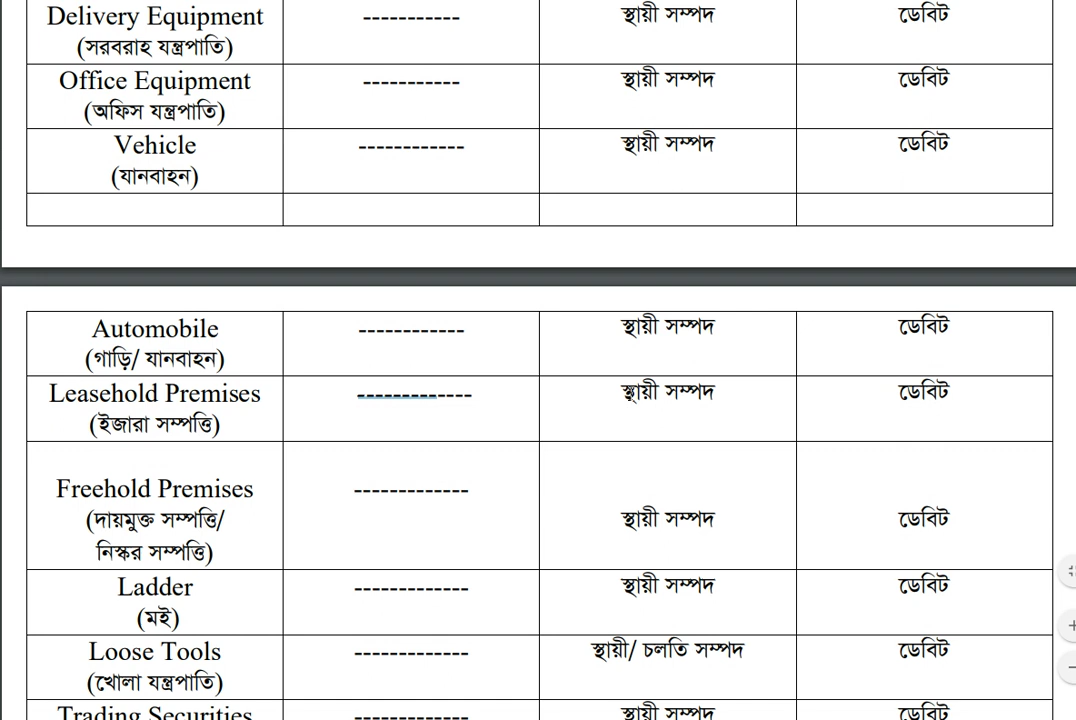 Delivery Equipment ----------- স্থায়ী সম্পদ ডেবিট
(সরবরাহ যন্ত্রপাতি)
Office Equipment ----------- স্থায়ী সম্পদ ডেবিট
(অফিস যন্ত্রপাতি)
Vehicle ------------ স্থায়ী সম্পদ ডেবিট
(যানবাহন)
Automobile ------------ স্থায়ী সম্পদ ডেবিট
(গাড়ি/ যানবাহন)
Leasehold Premises ------------- স্থায়ী সম্পদ ডেবিট
(ইজারা সম্পত্তি)
Freehold Premises -------------
(দায়মুক্ত সম্পত্তি/ স্থায়ী সম্পদ ডেবিট
নিস্কর সম্পত্তি)
Ladder ------------- স্থায়ী সম্পদ ডেবিট
(মই)
Loose Tools ------------- স্থায়ী/ চলতি সম্পদ ডেবিট
(খোলা যন্ত্রপাতি)
Trading Securities ------------- স্থায়ী সম্পদ ডেবিট